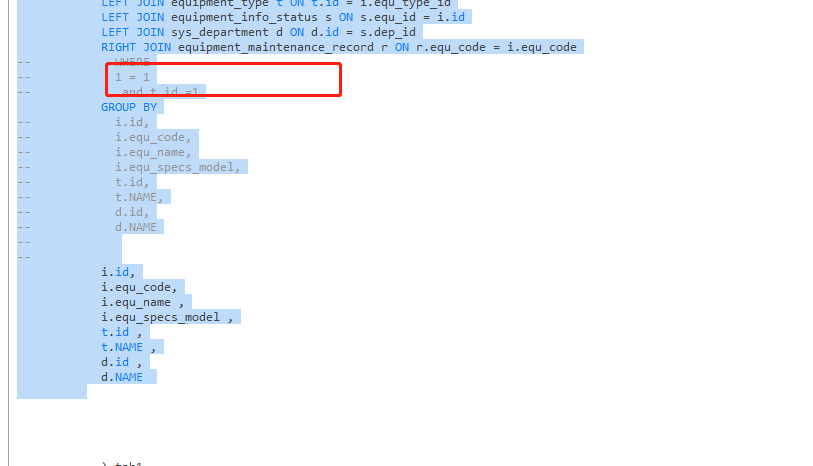 LEFT JOIN equipment_type t ON t.id = i.equ_type_id
LEFT JOIN equipment_info_status s ON s.equ_id = i.id
LEFT JOIN sys_department d ON d.id = s.dep_id
RIGHT JOIN equipment_maintenance_record r ON r.equ_code = i.equ_code
-- WHERE
-- 1 = 1
-- and t.id =1
GROUP BY
-- i.id,
-- i.equ_code,
-- i.equ_name,
-- i.equ_specs_model,
-- t.id,
-- t.NAME,
-- d.id,
-- d.NAME
--
--
i.id,
i.equ_code,
i.equ_name ,
i.equ_specs_model ,
t.id ,
t.NAME ,
d.id ,
d.NAME
) tab1